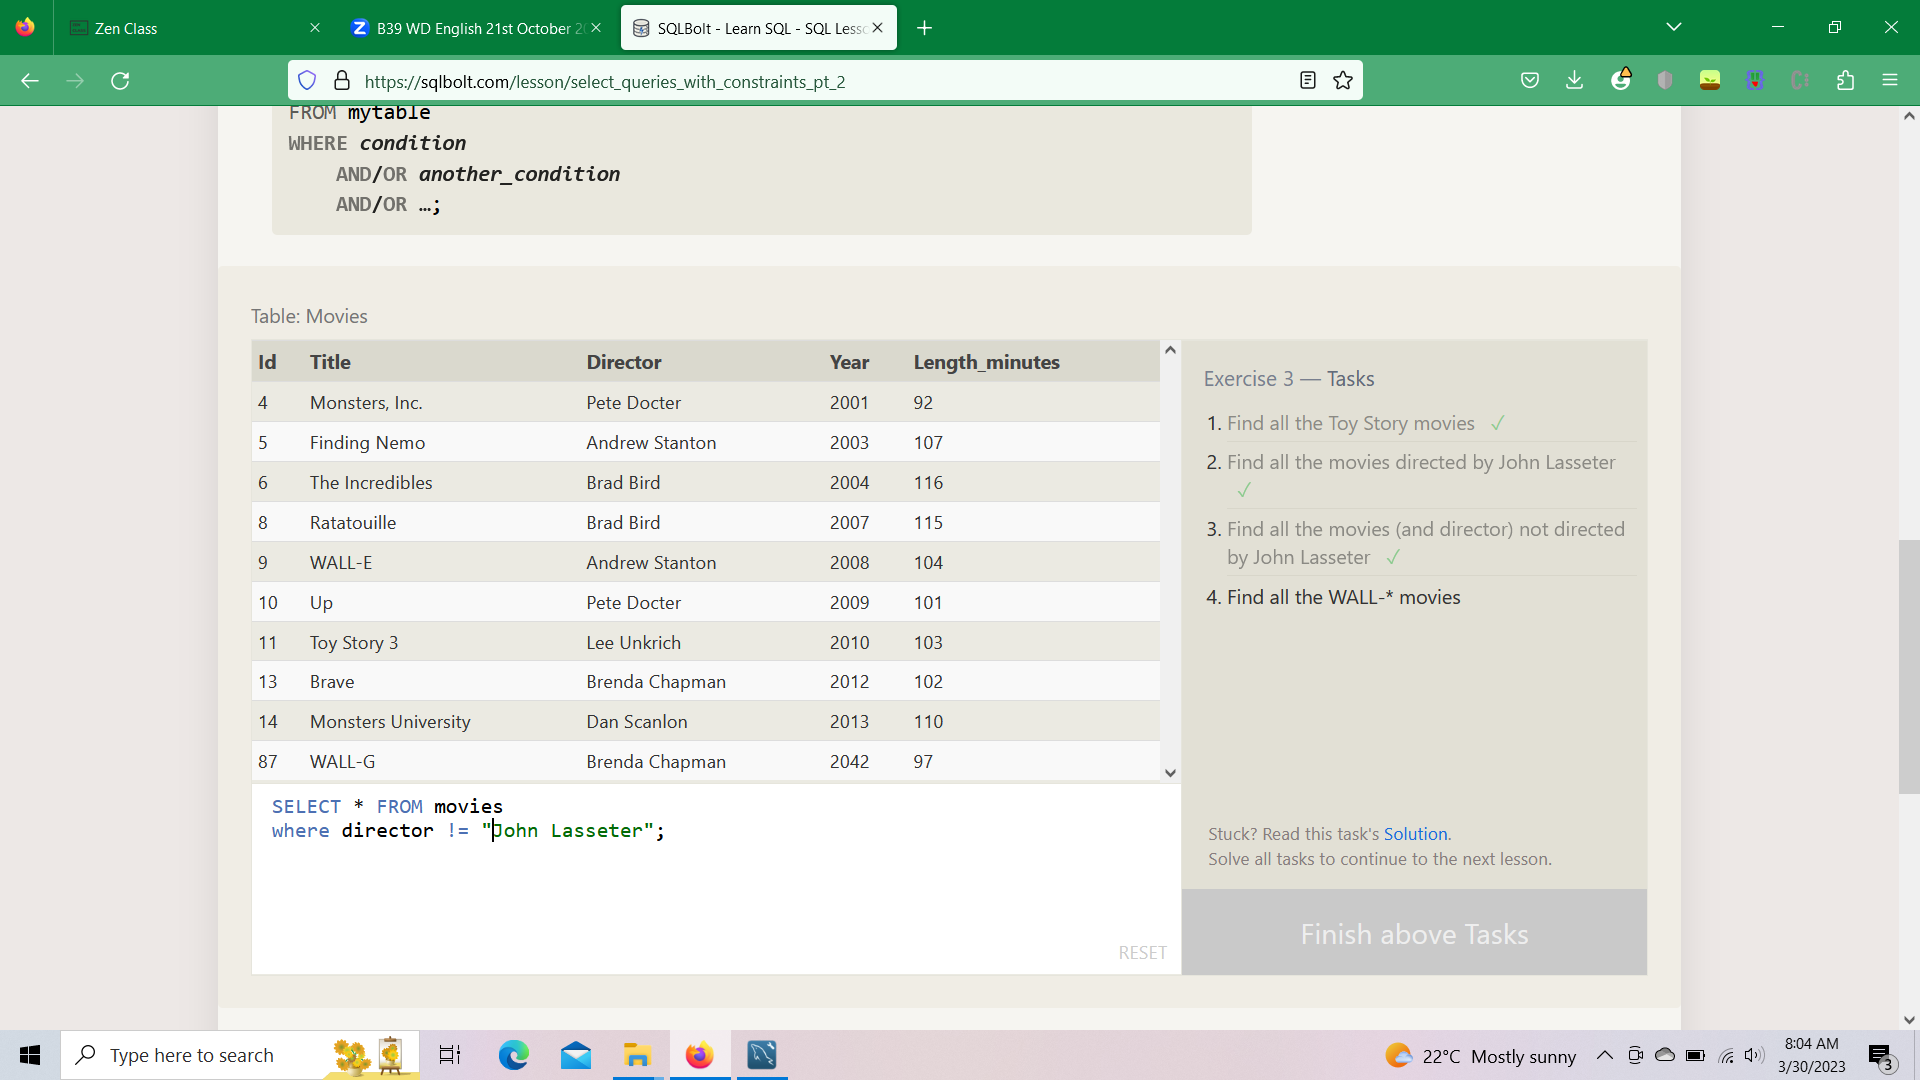 Zen Class
B39 WD English 21st October 20
SQLBolt - Learn SQL - SQL Lesso
https://sqlbolt.com/lesson/select_queries_with_constraints_pt_2
FROM mytable
WHERE condition
AND/OR another_condition
AND/OR …;
Table: Movies
Id Title Director Year Length_minutes
4 Monsters, Inc. Pete Docter 2001 92
5 Finding Nemo Andrew Stanton 2003 107
6 The Incredibles Brad Bird 2004 116
8 Ratatouille Brad Bird 2007 115
9 WALL-E Andrew Stanton 2008 104
10 Up Pete Docter 2009 101
11 Toy Story 3 Lee Unkrich 2010 103
13 Brave Brenda Chapman 2012 102
14 Monsters University Dan Scanlon 2013 110
87 WALL-G Brenda Chapman 2042 97
SELECT * FROM movies
where director != "John Lasseter";
RESET
Exercise 3 — Tasks
1. Find all the Toy Story movies ✓
2. Find all the movies directed by John Lasseter
✓
3. Find all the movies (and director) not directed
by John Lasseter ✓
4. Find all the WALL-* movies
Stuck? Read this task's Solution.
Solve all tasks to continue to the next lesson.
Finish above Tasks
Type here to search
22°C Mostly sunny
8:04 AM
3/30/2023
3